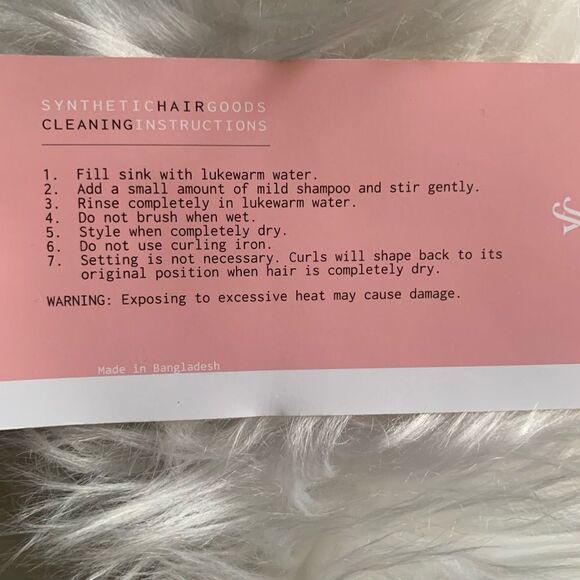 SYNTHETICHAIRGOODS
CLEANINGINSTRUCTIONS
1. Fill sink with lukewarm water.
2. Add a small amount of mild shampoo and stir gently.
3. Rinse completely in lukewarm water.
4. Do not brush when wet.
5. Style when completely dry.
6. Do not use curling iron.
7. Setting is not necessary. Curls will shape back to its
original position when hair is completely dry.
WARNING: Exposing to excessive heat may cause damage.
Made in Bangladesh